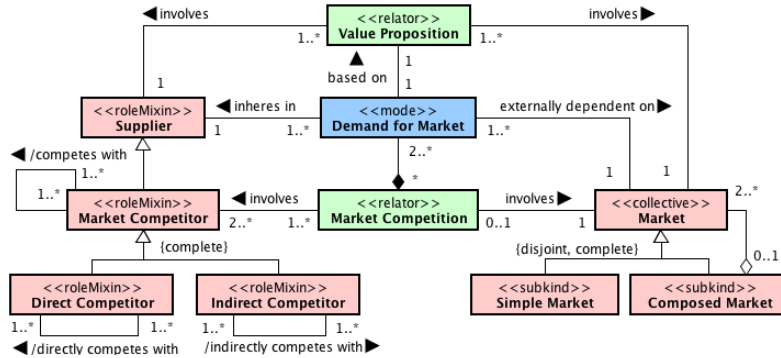 ◀involves
<<relator>>
Value Proposition
involves▶
1..*
1..*
▲
based on
1
1
1
<<roleMixin>>
Supplier
◀ inheres in
1
1..*
<<mode>>
Demand for Market
externally dependent on▶
1..*
◀ /competes with
1..*
1..*
2..*
*
1
1
2..*
<<roleMixin>>
Market Competitor
◀involves
2..*
1..*
<<relator>>
Market Competition
involves▶
0..1
1
<<collective>>
Market
{complete}
{disjoint, complete}
0..1
<<roleMixin>>
Direct Competitor
<<roleMixin>>
Indirect Competitor
<<subkind>>
Simple Market
<<subkind>>
Composed Market
1..*
1..*
1..*
1..*
◀/directly competes with
/indirectly competes with▶